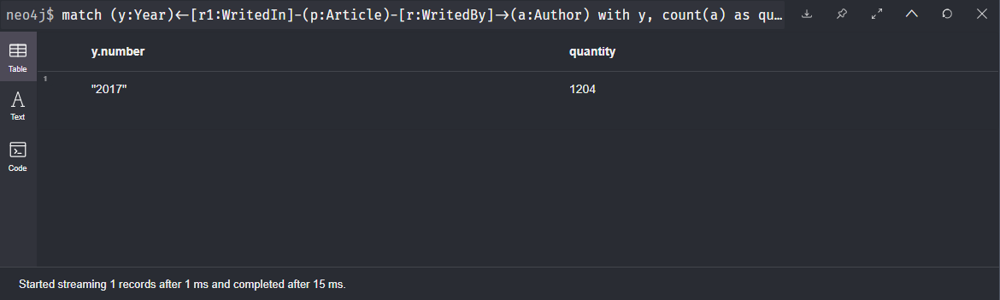 neo4j$ match (y:Year)←[r1:WritedIn]-(p:Article)-[r:WritedBy]→(a:Author) with y, count(a) as qu…
Table
y.number quantity
1
"2017" 1204
A
Text
Code
Started streaming 1 records after 1 ms and completed after 15 ms.